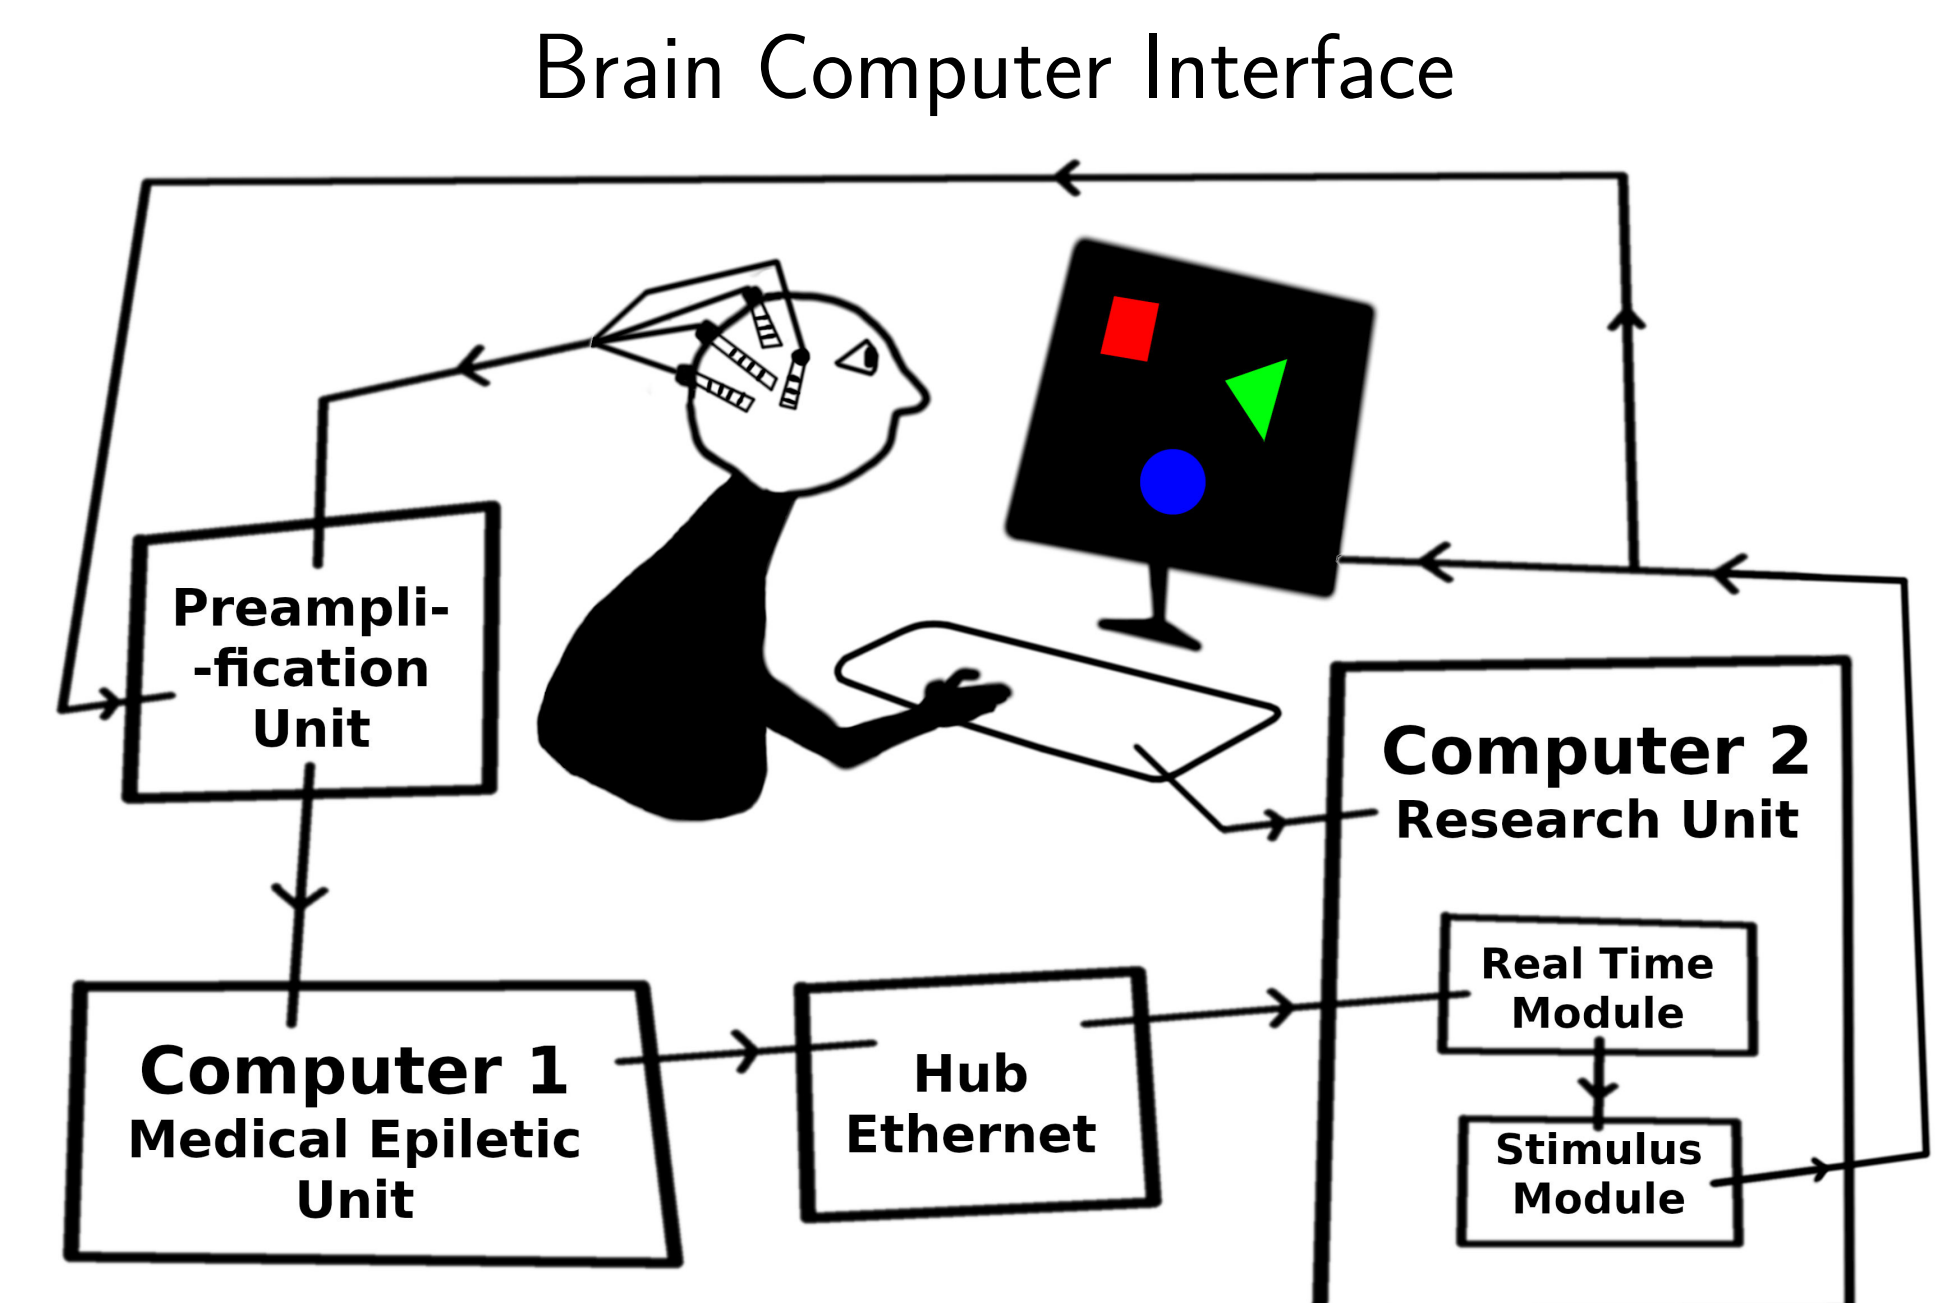 Brain Computer Interface
Preampli-
-fication
Unit
Computer 2
Research Unit
Real Time
Module
Computer 1
Medical Epiletic
Unit
Hub
Ethernet
Stimulus
Module